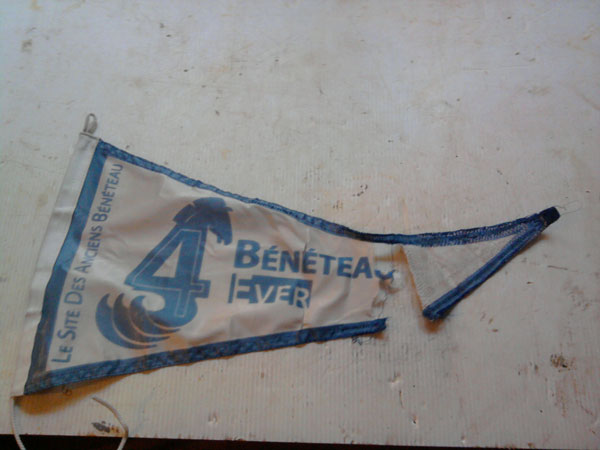 LE SITE DES ANCIENS BÉNÉTEAU
4
BÉNÉTEAU
EVER